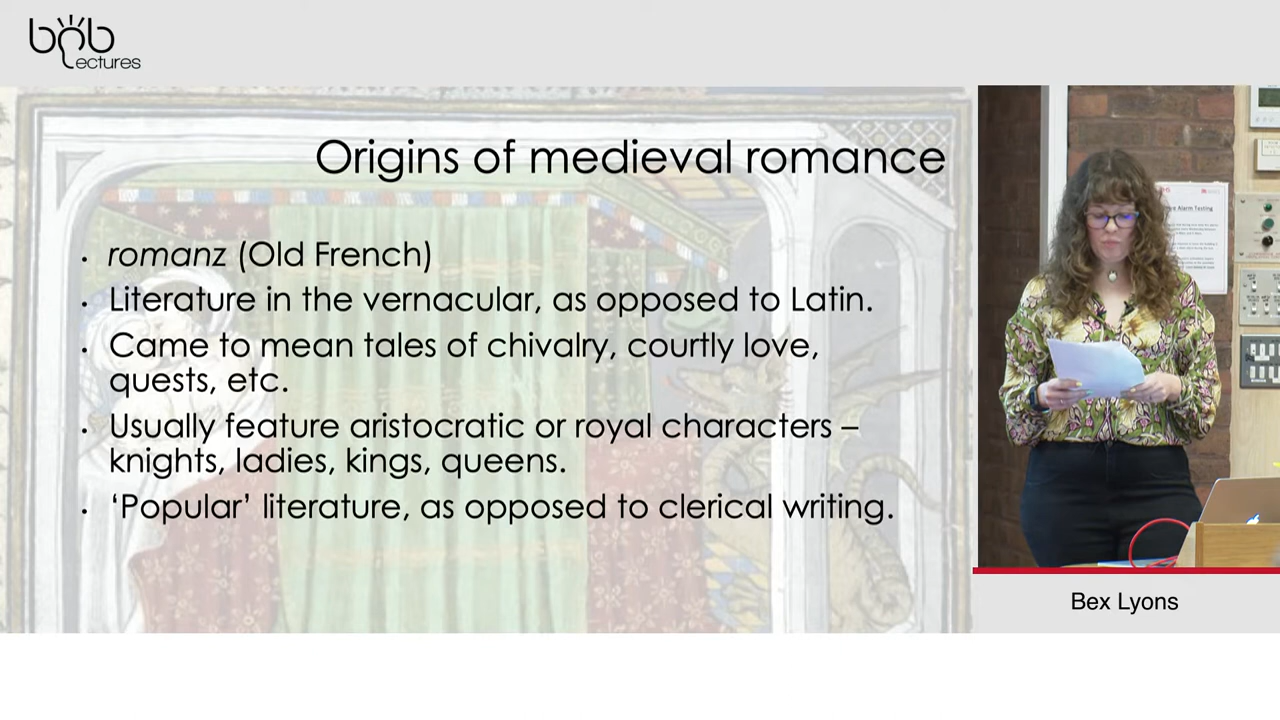 bob
Lectures
Origins of medieval romance
• romanz (Old French)
• Literature in the vernacular, as opposed to Latin.
• Came to mean tales of chivalry, courtly love,
quests, etc.
• Usually feature aristocratic or royal characters –
knights, ladies, kings, queens.
• ‘Popular’ literature, as opposed to clerical writing.
Alarm Testing
Bex Lyons